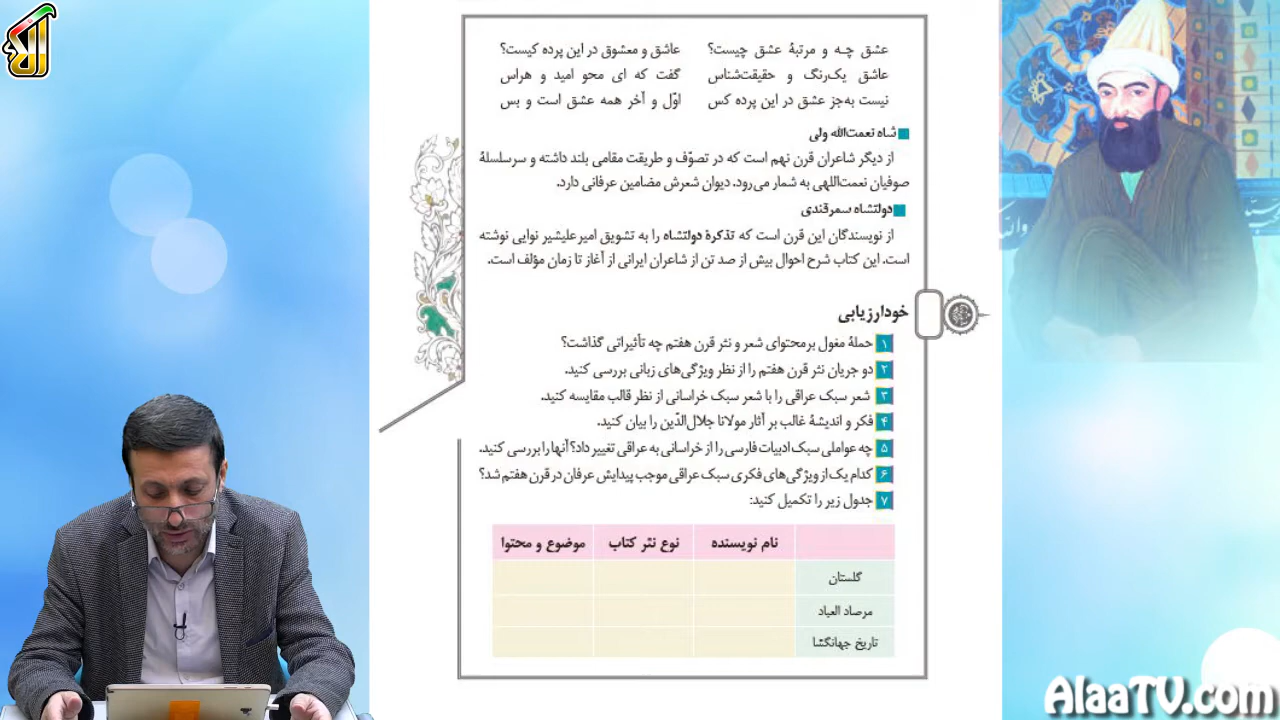 عشق چـه و مرتبۀ عشق چیست؟ عاشق و معشوق در این پرده کیست؟
عاشق یک‌رنگ و حقیقت‌شناس گفت که ای محو امید و هراس
نیست به‌جز عشق در این پرده کس اوّل و آخر همه عشق است و بس
شاه نعمت‌الله ولی
از دیگر شاعران قرن نهم است که در تصوّف و طریقت مقامی بلند داشته و سرسلسلۀ
صوفیان نعمت‌اللهی به شمار می‌رود. دیوان شعرش مضامین عرفانی دارد.
دولتشاه سمرقندی
از نویسندگان این قرن است که تذکرۀ دولتشاه را به تشویق امیرعلیشیر نوایی نوشته
است. این کتاب شرح احوال بیش از صد تن از شاعران ایرانی از آغاز تا زمان مؤلف است.
خودارزیابی
۱ حملۀ مغول برمحتوای شعر و نثر قرن هفتم چه تأثیراتی گذاشت؟
۲ دو جریان نثر قرن هفتم را از نظر ویژگی‌های زبانی بررسی کنید.
۳ شعر سبک عراقی را با شعر سبک خراسانی از نظر قالب مقایسه کنید.
۴ فکر و اندیشۀ غالب بر آثار مولانا جلال‌الدّین را بیان کنید.
۵ چه عواملی سبک ادبیات فارسی را از خراسانی به عراقی تغییر داد؟ آنها را بررسی کنید.
۶ کدام یک از ویژگی‌های فکری سبک عراقی موجب پیدایش عرفان در قرن هفتم شد؟
۷ جدول زیر را تکمیل کنید:
نام نویسنده نوع نثر کتاب موضوع و محتوا
گلستان
مرصاد العباد
تاریخ جهانگشا
AlaaTV.com